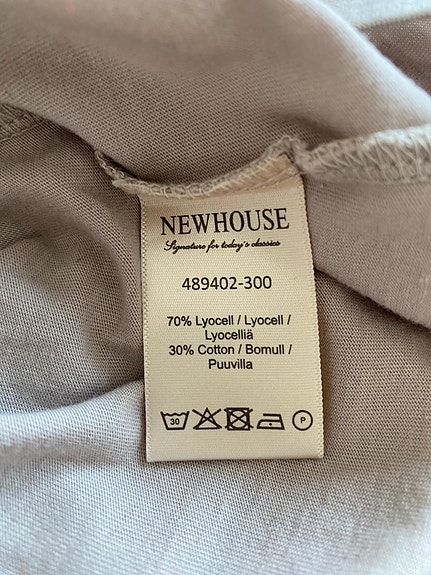 NEWHOUSE
Signature for today's classics
489402-300
70% Lyocell / Lyocell /
Lyocelliä
30% Cotton / Bomull /
Puuvilla
30 P